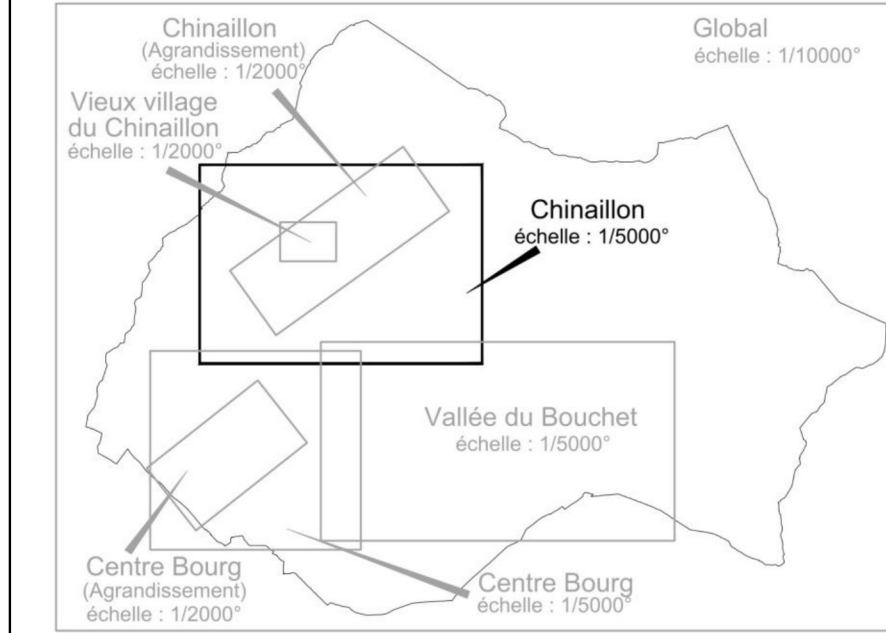 Chinaillon
(Agrandissement)
échelle : 1/2000°
Global
échelle : 1/10000°
Vieux village
du Chinaillon
échelle : 1/2000°
Chinaillon
échelle : 1/5000°
Vallée du Bouchet
échelle : 1/5000°
Centre Bourg
(Agrandissement)
échelle : 1/2000°
Centre Bourg
échelle : 1/5000°